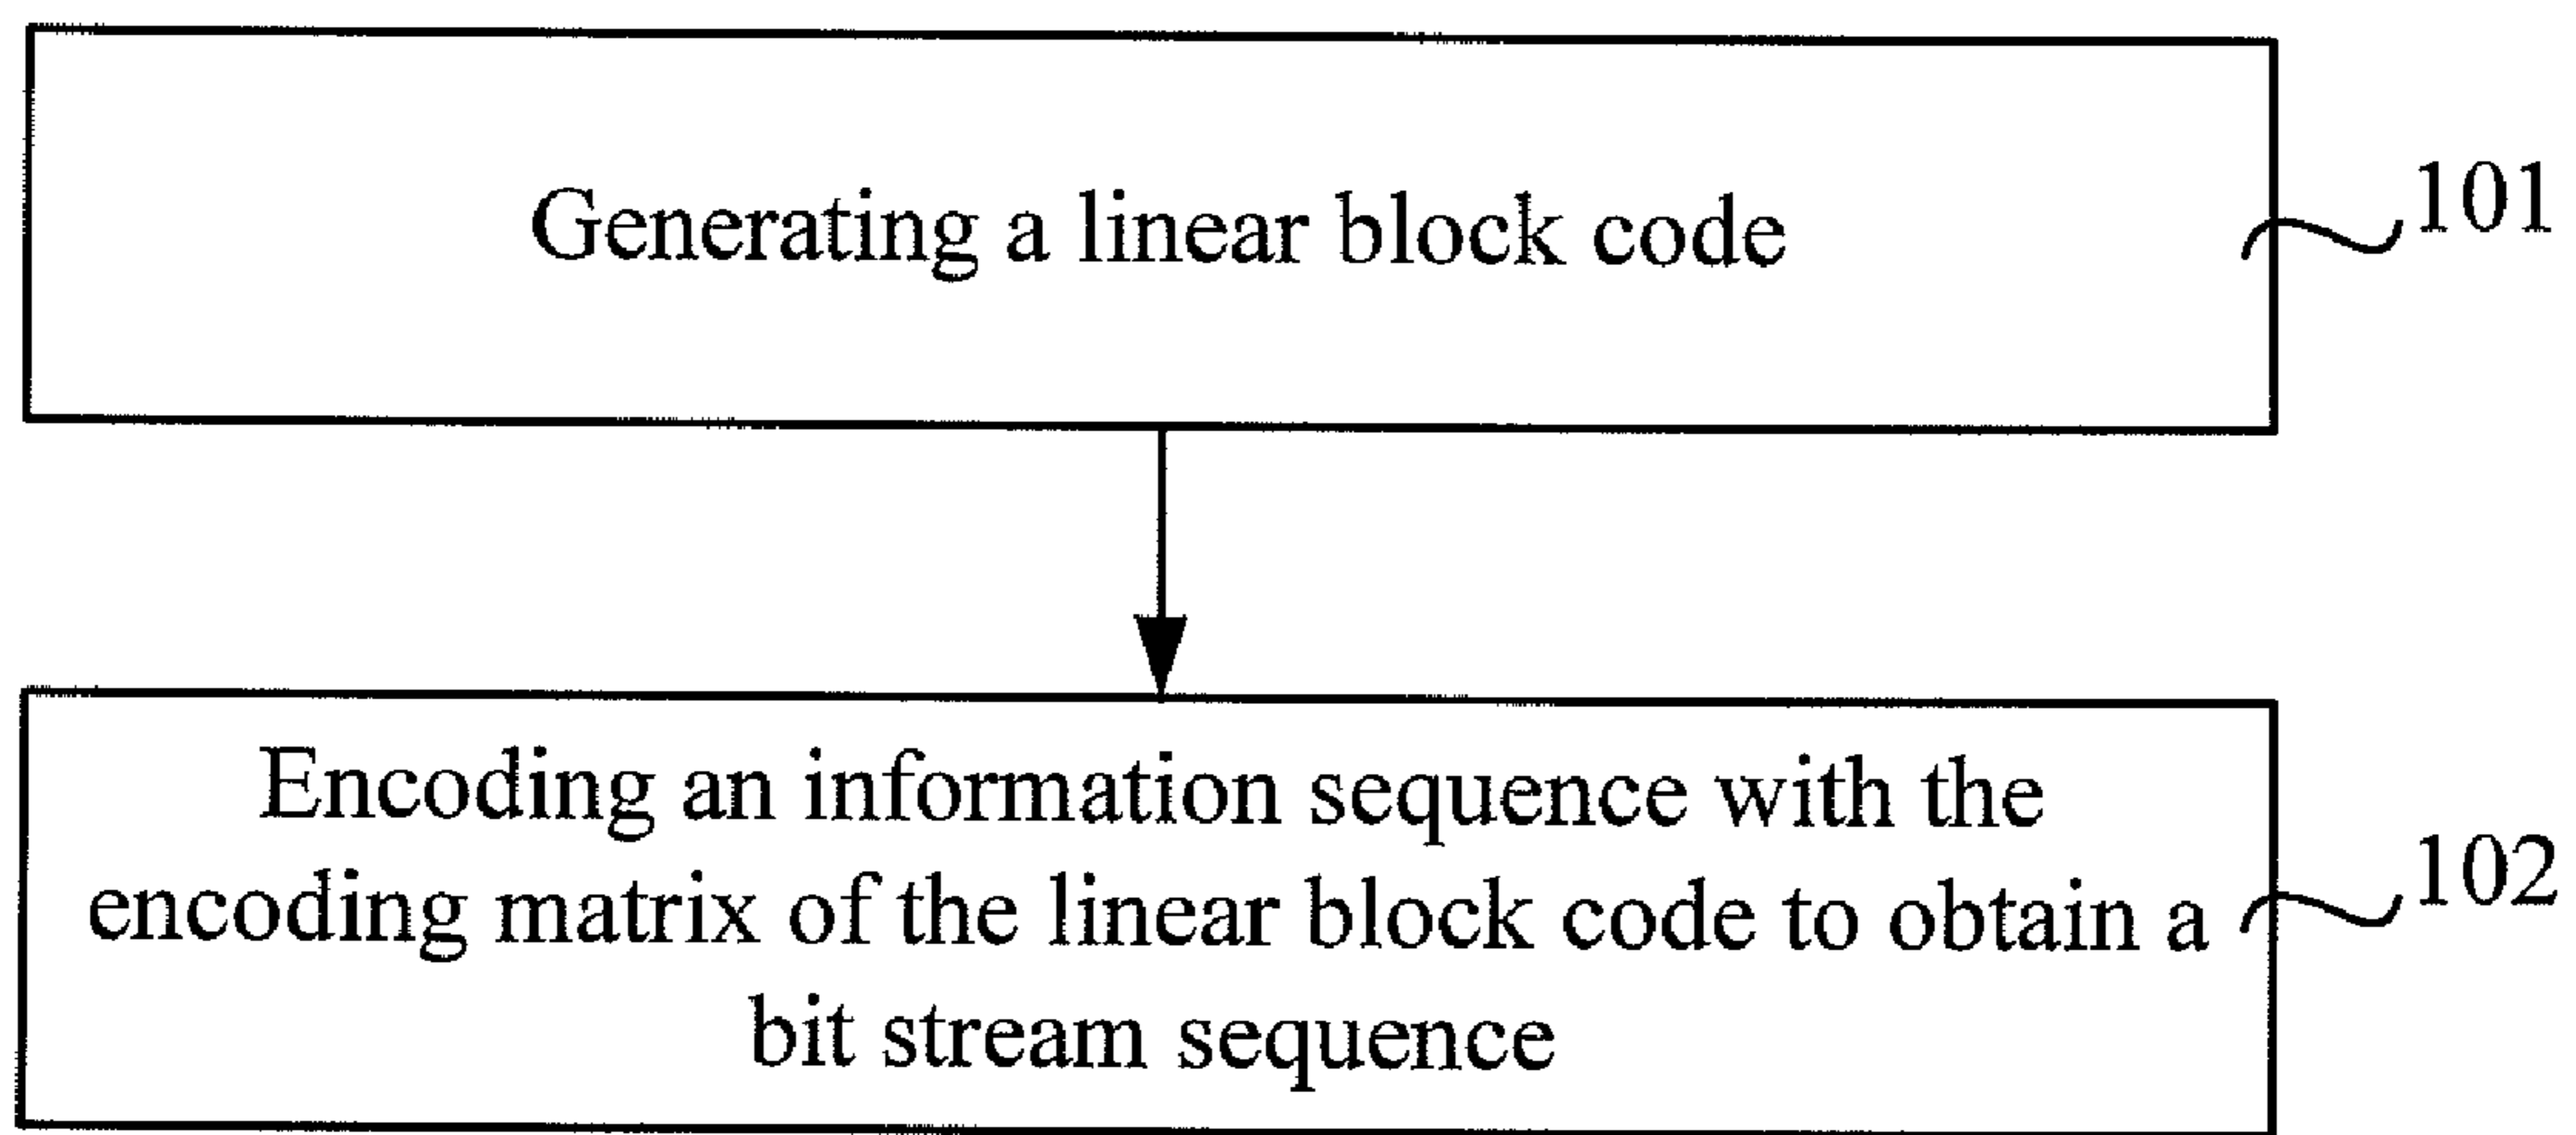 Generating a linear block code
101
Encoding an information sequence with the
encoding matrix of the linear block code to obtain a
bit stream sequence
102